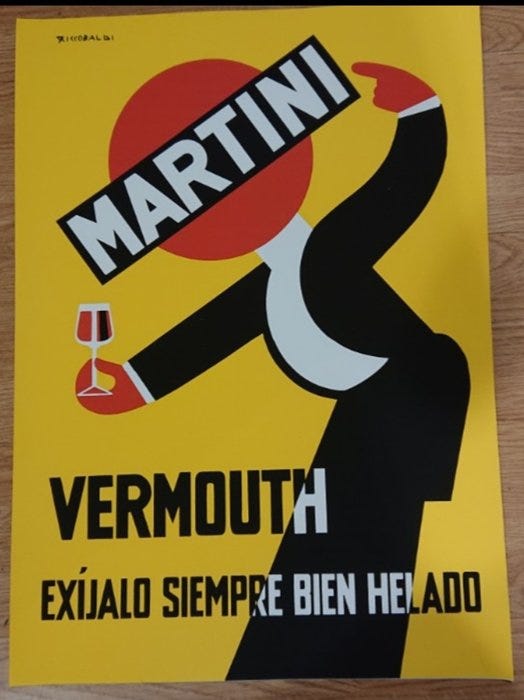 RICCOBALDI
MARTINI
VERMOUTH
EXÍJALO SIEMPRE BIEN HELADO